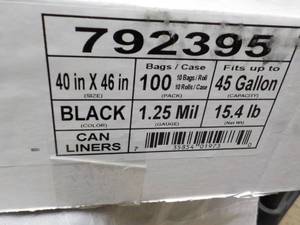 792395
Bags / Case
Fits up to
40 in X 46 in
100
10 Bags / Roll
10 Rolls / Case
45 Gallon
(SIZE)
(PACK)
(CAPACITY)
BLACK
1.25 Mil
15.4 lb
(COLOR)
(GAUGE)
(Net Wt)
CAN
LINERS